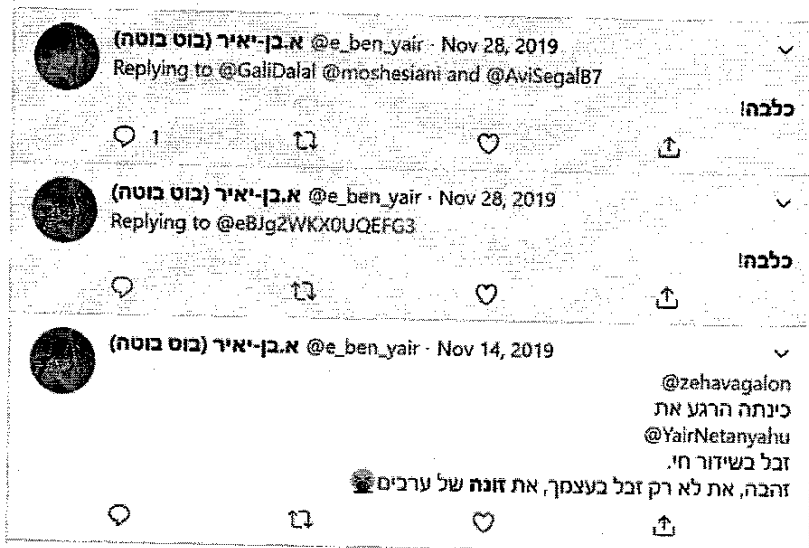 א.בן-יאיר (בוט בוטה) @e_ben_yair · Nov 28, 2019
Replying to @GaliDalal @moshesiani and @AviSegalB7
כלבה!
1
א.בן-יאיר (בוט בוטה) @e_ben_yair · Nov 28, 2019
Replying to @eBJg2WKX0UQEFG3
כלבה!
א.בן-יאיר (בוט בוטה) @e_ben_yair · Nov 14, 2019
@zehavagalon
כינתה הרגע את
@YairNetanyahu
זבל בשידור חי.
זהבה, את לא רק זבל בעצמך, את זונה של ערבים